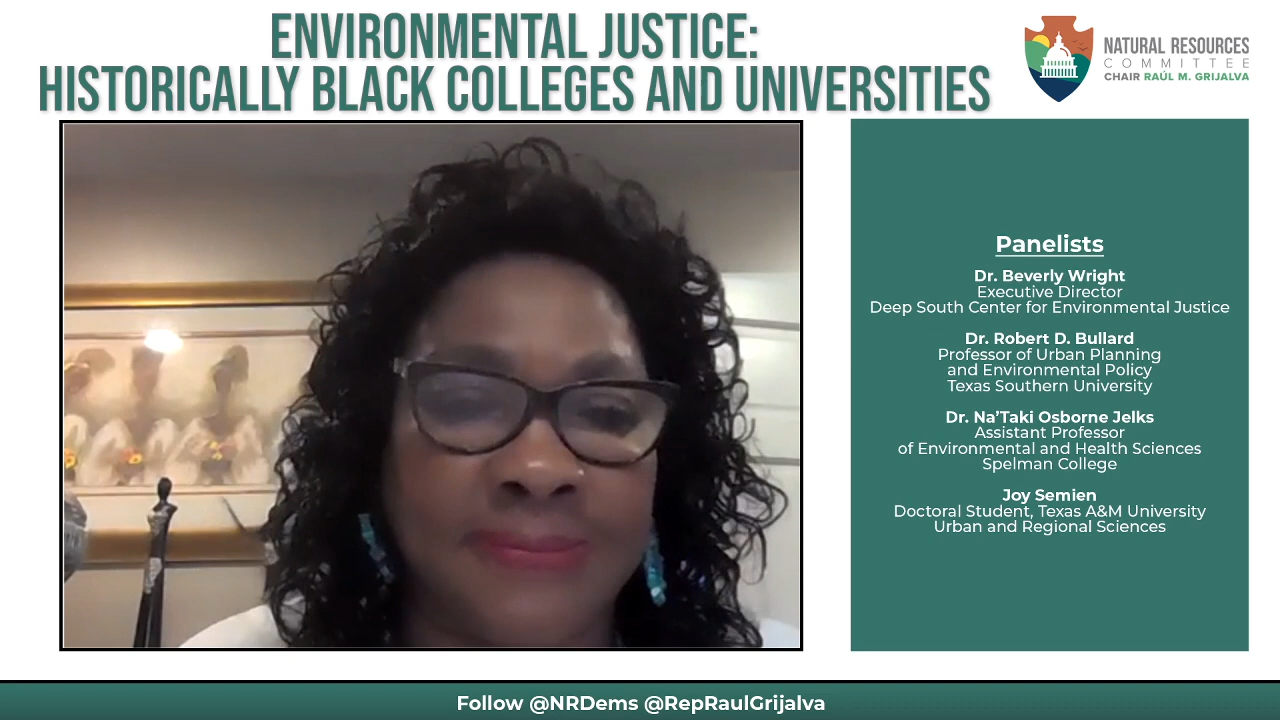 ENVIRONMENTAL JUSTICE:
HISTORICALLY BLACK COLLEGES AND UNIVERSITIES
NATURAL RESOURCES
COMMITTEE
CHAIR RAÚL M. GRIJALVA
Panelists
Dr. Beverly Wright
Executive Director
Deep South Center for Environmental Justice
Dr. Robert D. Bullard
Professor of Urban Planning
and Environmental Policy
Texas Southern University
Dr. Na’Taki Osborne Jelks
Assistant Professor
of Environmental and Health Sciences
Spelman College
Joy Semien
Doctoral Student, Texas A&M University
Urban and Regional Sciences
Follow @NRDems @RepRaulGrijalva